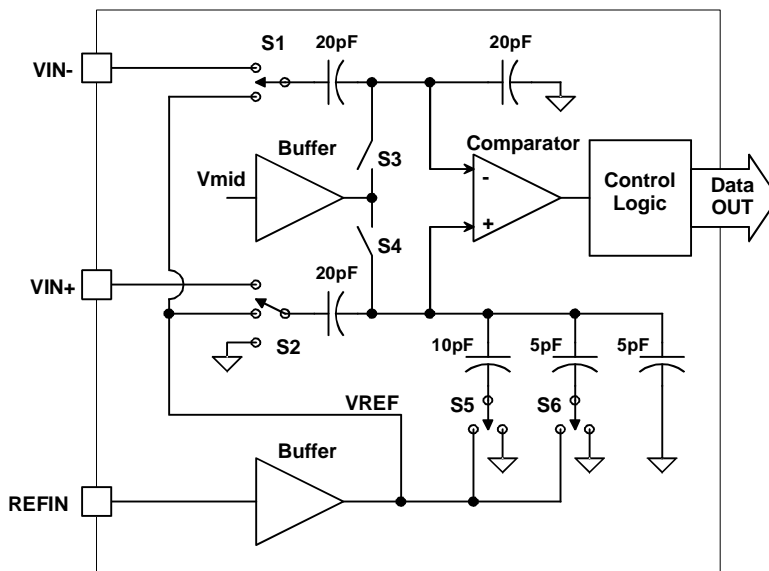 S1
20pF
20pF
VIN-
Buffer
S3
Comparator
Vmid
-
+
Control
Logic
Data
OUT
S4
VIN+
20pF
S2
10pF
5pF
5pF
VREF
S5
S6
Buffer
REFIN